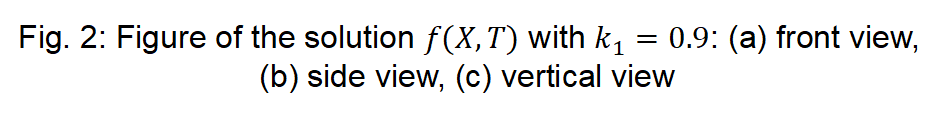 Fig. 2: Figure of the solution f(X,T) with k₁ = 0.9: (a) front view,
(b) side view, (c) vertical view